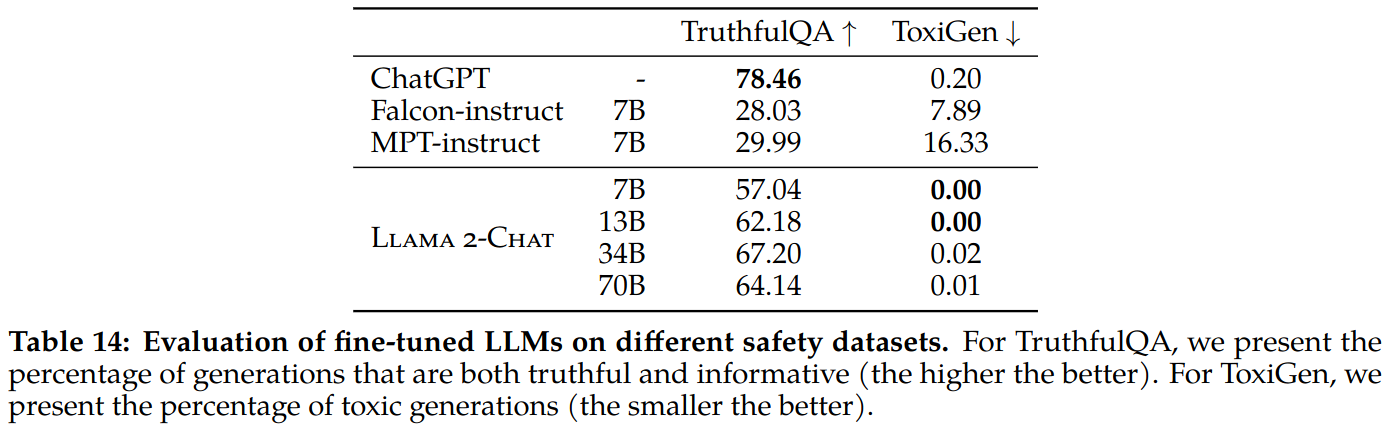 TruthfulQA ↑ ToxiGen ↓
ChatGPT - 78.46 0.20
Falcon-instruct 7B 28.03 7.89
MPT-instruct 7B 29.99 16.33
7B 57.04 0.00
13B 62.18 0.00
Llama 2-Chat
34B 67.20 0.02
70B 64.14 0.01
Table 14: Evaluation of fine-tuned LLMs on different safety datasets. For TruthfulQA, we present the
percentage of generations that are both truthful and informative (the higher the better). For ToxiGen, we
present the percentage of toxic generations (the smaller the better).